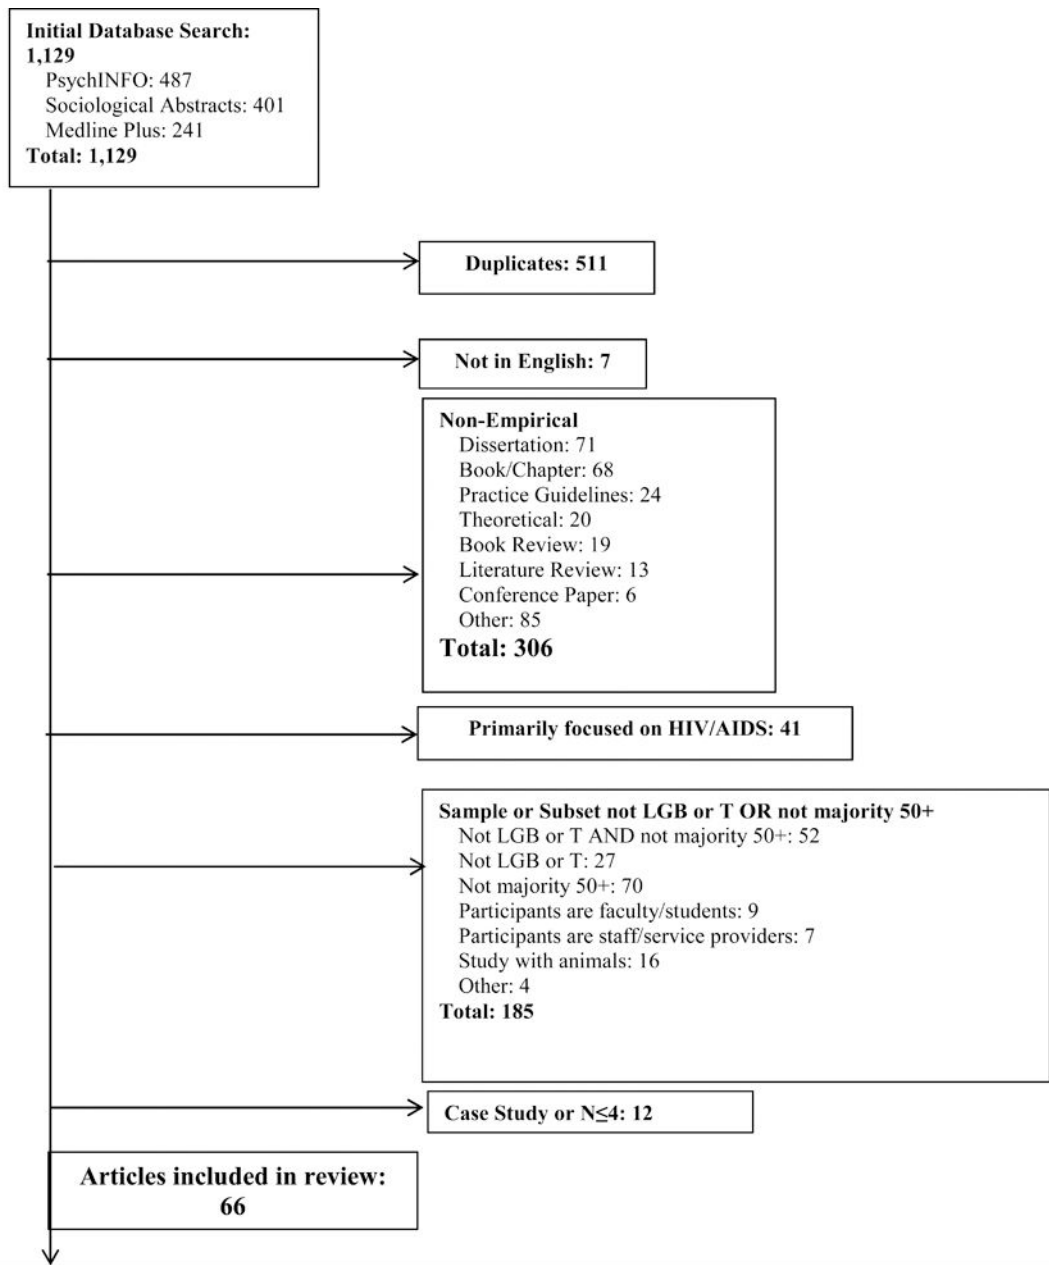 Initial Database Search:
1,129
PsychINFO: 487
Sociological Abstracts: 401
Medline Plus: 241
Total: 1,129
Duplicates: 511
Not in English: 7
Non-Empirical
Dissertation: 71
Book/Chapter: 68
Practice Guidelines: 24
Theoretical: 20
Book Review: 19
Literature Review: 13
Conference Paper: 6
Other: 85
Total: 306
Primarily focused on HIV/AIDS: 41
Sample or Subset not LGB or T OR not majority 50+
Not LGB or T AND not majority 50+: 52
Not LGB or T: 27
Not majority 50+: 70
Participants are faculty/students: 9
Participants are staff/service providers: 7
Study with animals: 16
Other: 4
Total: 185
Case Study or N≤4: 12
Articles included in review:
66